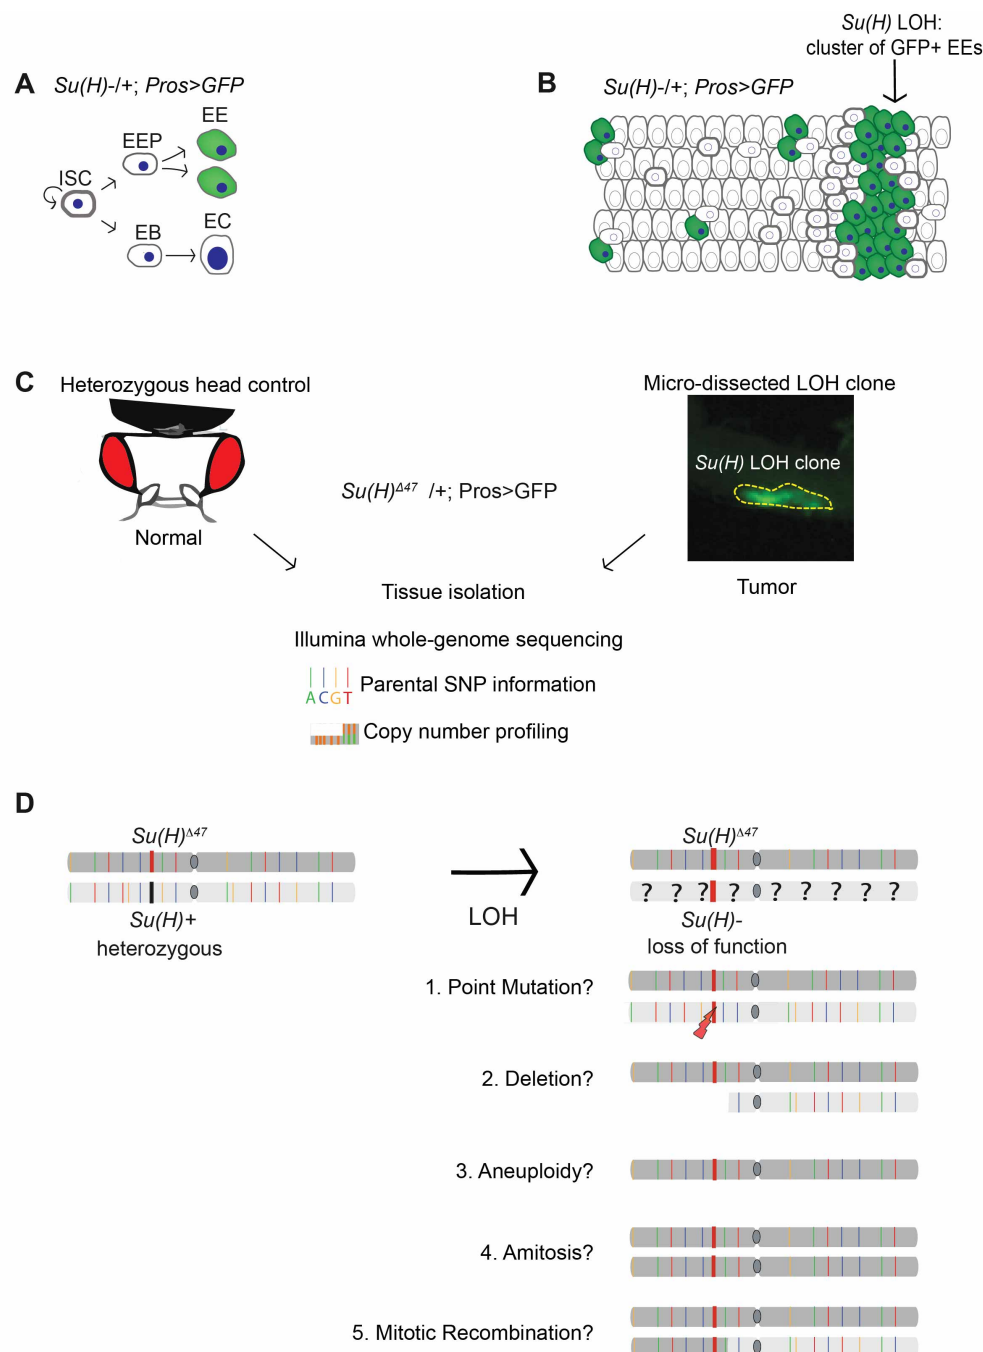 Su(H) LOH:
cluster of GFP+ EEs
A
Su(H)-/+; Pros>GFP
EE
EEP
ISC
EB
EC
B
Su(H)-/+; Pros>GFP
C
Heterozygous head control
Normal
Su(H)Δ47 /+; Pros>GFP
Micro-dissected LOH clone
Su(H) LOH clone
Tumor
Tissue isolation
Illumina whole-genome sequencing
ACGT Parental SNP information
Copy number profiling
D
Su(H)Δ47
Su(H)+
heterozygous
LOH
Su(H)Δ47
? ? ? ? ? ? ? ? ?
Su(H)-
loss of function
1. Point Mutation?
2. Deletion?
3. Aneuploidy?
4. Amitosis?
5. Mitotic Recombination?